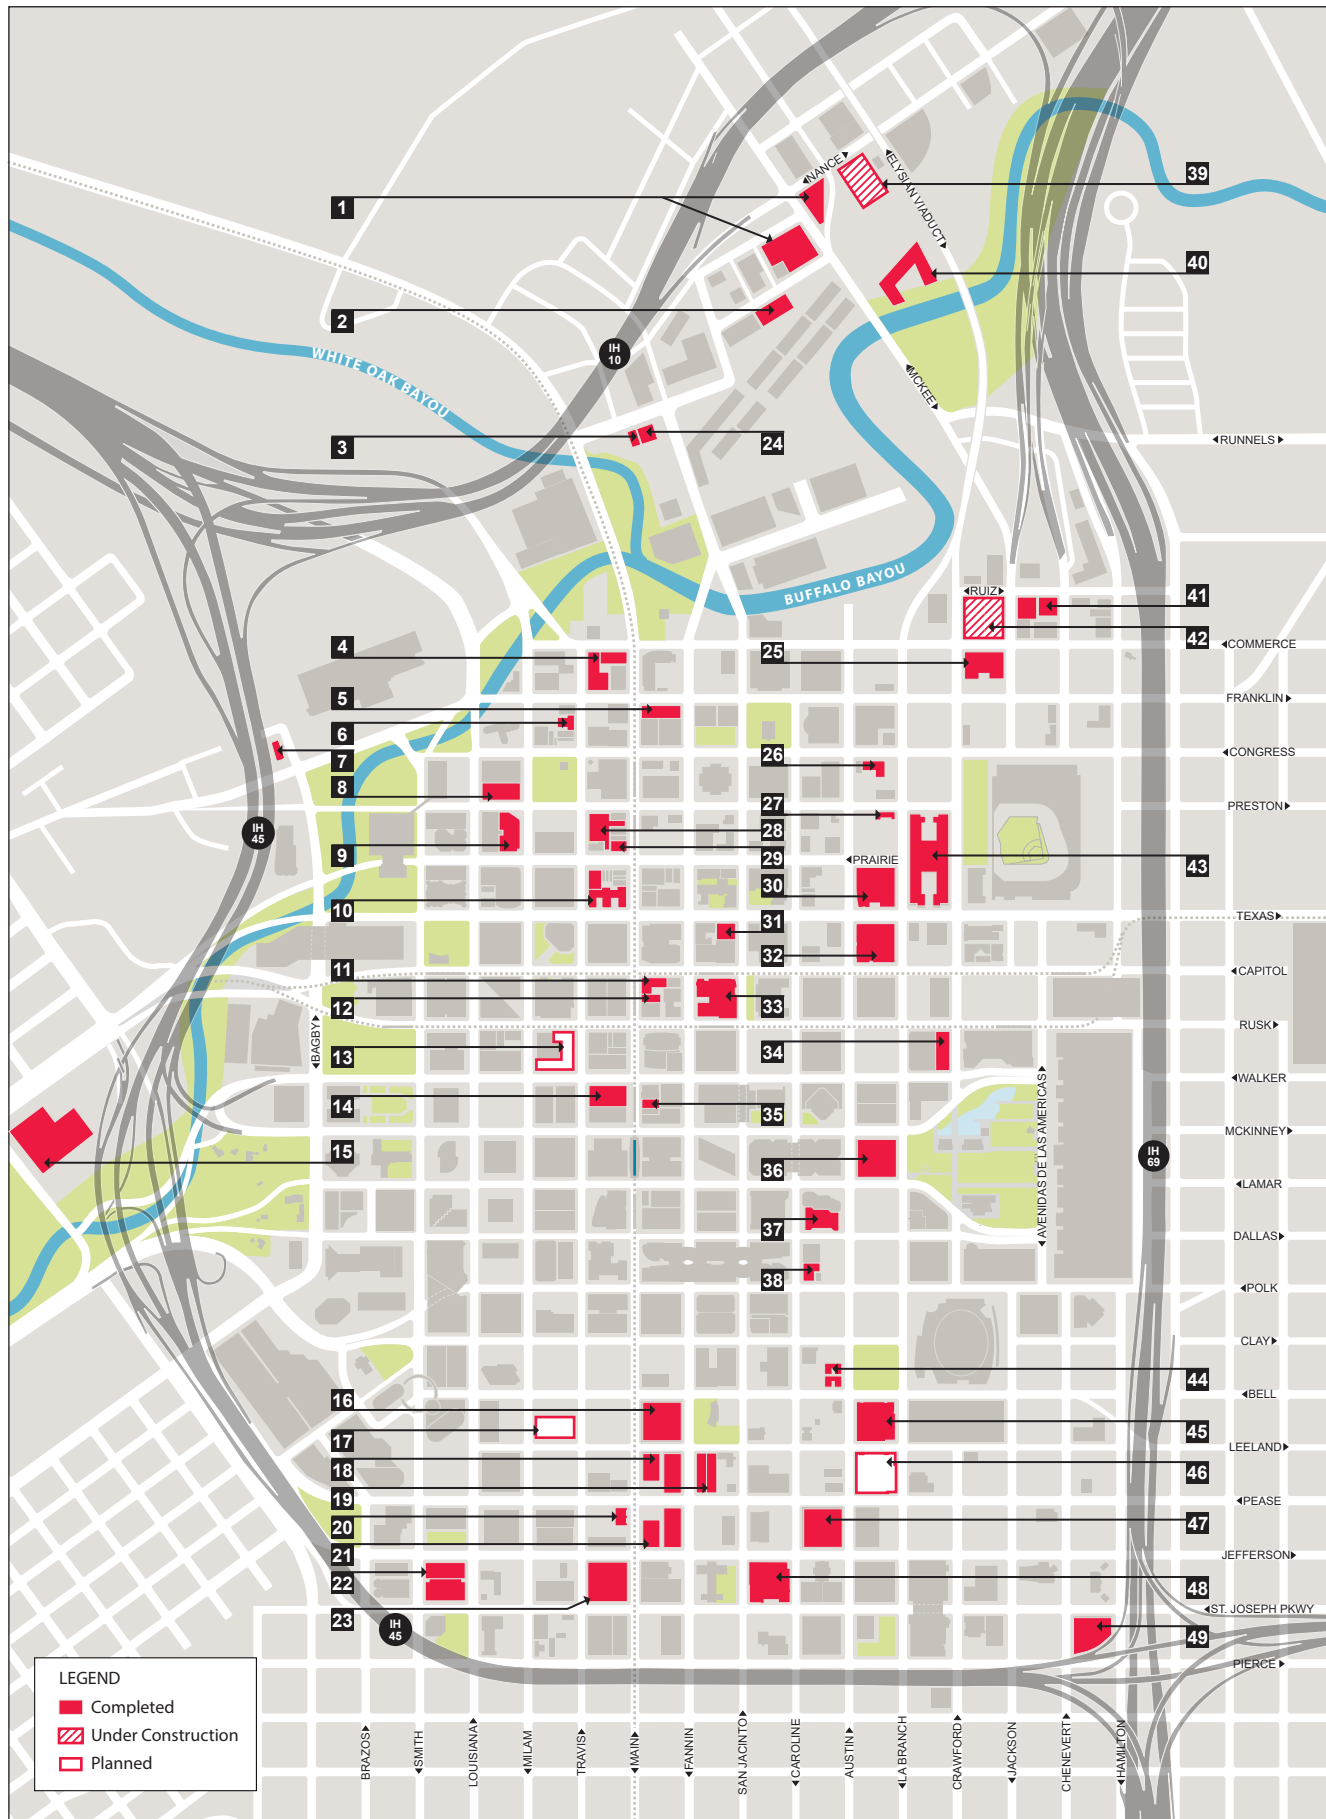 NANCE
ELYSIAN VIADUCT
39
1
40
2
IH
10
WHITE OAK BAYOU
MCKEE
3
24
RUNNELS
BUFFALO BAYOU
RUIZ
41
42
4
25
COMMERCE
5
FRANKLIN
6
26
CONGRESS
7
8
27
PRESTON
IH
45
28
9
29
PRAIRIE
43
30
10
TEXAS
31
32
11
CAPITOL
12
33
RUSK
BAGBY
13
34
WALKER
14
35
AVENIDAS DE LAS AMERICAS
MCKINNEY
15
36
IH
69
LAMAR
37
DALLAS
38
POLK
CLAY
44
BELL
16
17
45
LEELAND
18
46
19
PEASE
20
47
21
JEFFERSON
22
48
23
ST. JOSEPH PKWY
IH
45
49
PIERCE
LEGEND
Completed
Under Construction
Planned
BRAZOS
SMITH
LOUISIANA
MILAM
TRAVIS
MAIN
FANNIN
SAN JACINTO
CAROLINE
AUSTIN
LA BRANCH
CRAWFORD
JACKSON
CHENEVERT
HAMILTON